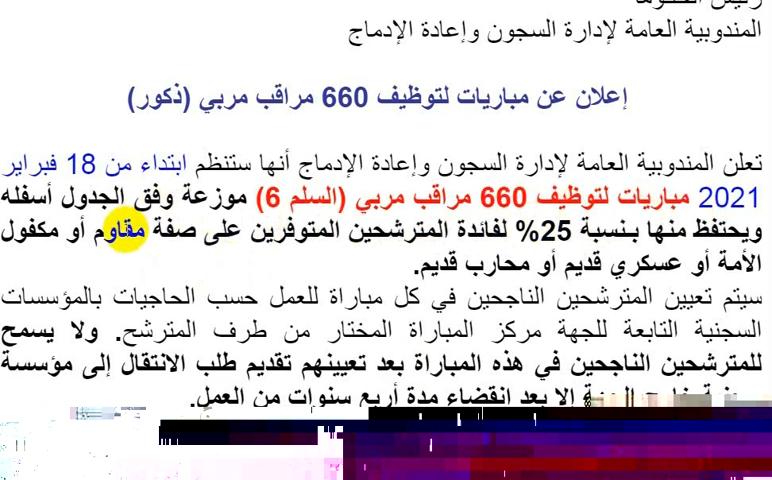 المندوبية العامة لإدارة السجون وإعادة الإدماج
إعلان عن مباريات لتوظيف 660 مراقب مربي (ذكور)
تعلن المندوبية العامة لإدارة السجون وإعادة الإدماج أنها ستنظم ابتداء من 18 فبراير
2021 مباريات لتوظيف 660 مراقب مربي (السلم 6) موزعة وفق الجدول أسفله
ويحتفظ منها بنسبة 25% لفائدة المترشحين المتوفرين على صفة مقاوم أو مكفول
الأمة أو عسكري قديم أو محارب قديم.
سيتم تعيين المترشحين الناجحين في كل مباراة للعمل حسب الحاجيات بالمؤسسات
السجنية التابعة للجهة مركز المباراة المختار من طرف المترشح. ولا يسمح
للمترشحين الناجحين في هذه المباراة بعد تعيينهم تقديم طلب الانتقال إلى مؤسسة
إلا بعد انقضاء مدة أربع سنوات من العمل.